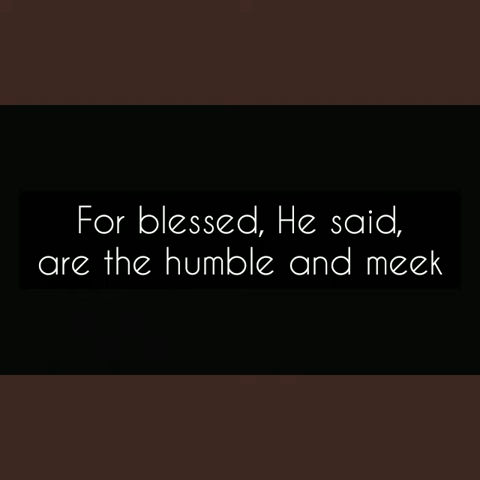 For blessed, He said,
are the humble and meek